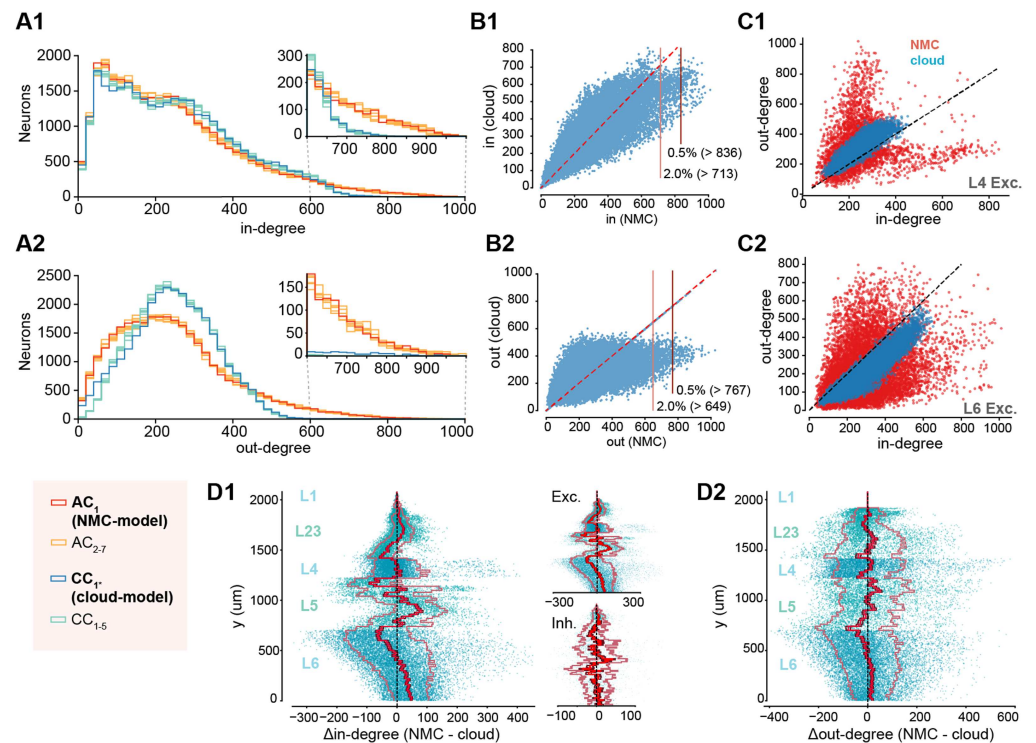 A1
Neurons
2000
1500
1000
500
0
0 200 400 600 800 1000
in-degree
300
200
100
0
700 800 900
B1
in (cloud)
800
700
600
500
400
300
200
100
0
0 200 400 600 800 1000
in (NMC)
0.5% (> 836)
2.0% (> 713)
C1
out-degree
1000
800
600
400
200
0
0 200 400 600 800
in-degree
NMC
cloud
L4 Exc.
A2
Neurons
2500
2000
1500
1000
500
0
0 200 400 600 800 1000
out-degree
150
100
50
0
700 800 900
B2
out (cloud)
1000
800
600
400
200
0
0 200 400 600 800 1000
out (NMC)
0.5% (> 767)
2.0% (> 649)
C2
out-degree
800
700
600
500
400
300
200
100
0
0 200 400 600 800 1000
in-degree
L6 Exc.
AC1
(NMC-model)
AC2-7
CC1*
(cloud-model)
CC1-5
D1
y (um)
2000
1500
1000
500
0
L1
L23
L4
L5
L6
−300 −200 −100 0 100 200 300 400
Δin-degree (NMC - cloud)
Exc.
−300 0 300
Inh.
−100 0 100
D2
y (um)
2000
1500
1000
500
0
L1
L23
L4
L5
L6
−400 −200 0 200 400 600
Δout-degree (NMC - cloud)